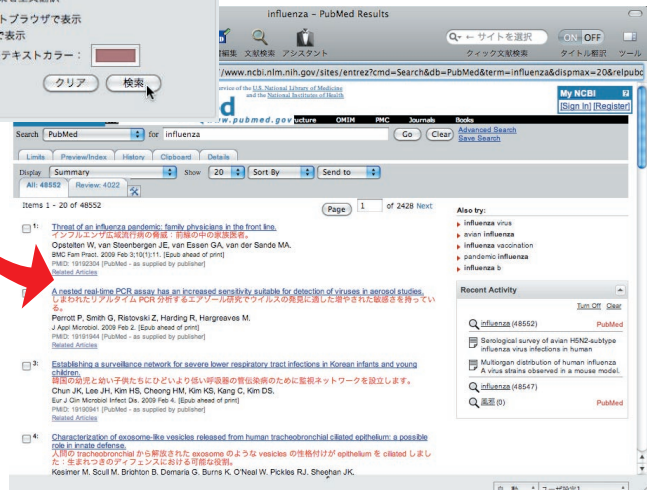 トブラウザで表示
で表示
テキストカラー：
クリア 検索
influenza – PubMed Results
Q- ← サイトを選択
ON OFF
編集 文献検索 アシスタント
クイック文献検索 タイトル翻訳 ツール
/www.ncbi.nlm.nih.gov/sites/entrez?cmd=Search&db=PubMed&term=influenza&dispmax=20&relpubd
ervice of the U.S. National Library of Medicine
and the National Institutes of Health
My NCBI
[Sign In] [Register]
w.pubmed.gov
ucture OMIM PMC Journals Books
Search PubMed for influenza Go Clear Advanced Search
Save Search
Limits Preview/Index History Clipboard Details
Display Summary Show 20 Sort By Send to
All: 48552 Review: 4022
Items 1 - 20 of 48552
Page 1 of 2428 Next
1: Threat of an influenza pandemic: family physicians in the front line.
インフルエンザ広域流行病の脅威：前線の中の家族医者。
Opstelten W, van Steenbergen JE, van Essen GA, van der Sande MA.
BMC Fam Pract. 2009 Feb 3;10(1):11. [Epub ahead of print]
PMID: 19192304 [PubMed - as supplied by publisher]
Related Articles
A nested real-time PCR assay has an increased sensitivity suitable for detection of viruses in aerosol studies.
しまわれたリアルタイム PCR 分析するエアゾール研究でウイルスの発見に適した増やされた敏感さを持ってい
る。
Perrott P, Smith G, Ristovski Z, Harding R, Hargreaves M.
J Appl Microbiol. 2009 Feb 2. [Epub ahead of print]
PMID: 19191944 [PubMed - as supplied by publisher]
Related Articles
3: Establishing a surveillance network for severe lower respiratory tract infections in Korean infants and young
children.
韓国の幼児と幼い子供たちにひどいより低い呼吸器の管伝染病のために監視ネットワークを設立します。
Chun JK, Lee JH, Kim HS, Cheong HM, Kim KS, Kang C, Kim DS.
Eur J Clin Microbiol Infect Dis. 2009 Feb 4. [Epub ahead of print]
PMID: 19190941 [PubMed - as supplied by publisher]
Related Articles
4: Characterization of exosome-like vesicles released from human tracheobronchial ciliated epithelium: a possible
role in innate defense.
人間の tracheobronchial から解放された exosome のような vesicles の性格付けが epithelium を ciliated しまし
た：生まれつきのディフェンスにおける可能な役割。
Kesimer M, Scull M, Brighton B, Demaria G, Burns K, O'Neal W, Pickles RJ, Sheehan JK.
Also try:
influenza virus
avian influenza
influenza vaccination
pandemic influenza
influenza b
Recent Activity
Turn Off Clear
influenza (48552) PubMed
Serological survey of avian H5N2-subtype
influenza virus infections in human
Multiorgan distribution of human influenza
A virus strains observed in a mouse model.
influenza (48547)
風邪 (0) PubMed
自 動 ユーザ設定1